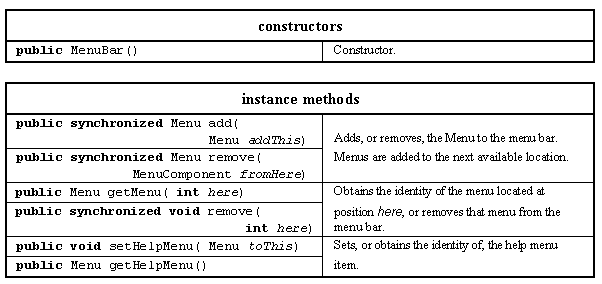 constructors
public MenuBar()
Constructor.
instance methods
public synchronized Menu add(
Menu addThis)
public synchronized Menu remove(
MenuComponent fromHere)
Adds, or removes, the Menu to the menu bar.
Menus are added to the next available location.
public Menu getMenu( int here)
public synchronized void remove(
int here)
Obtains the identity of the menu located at
position here, or removes that menu from the
menu bar.
public void setHelpMenu( Menu toThis)
public Menu getHelpMenu()
Sets, or obtains the identity of, the help menu
item.